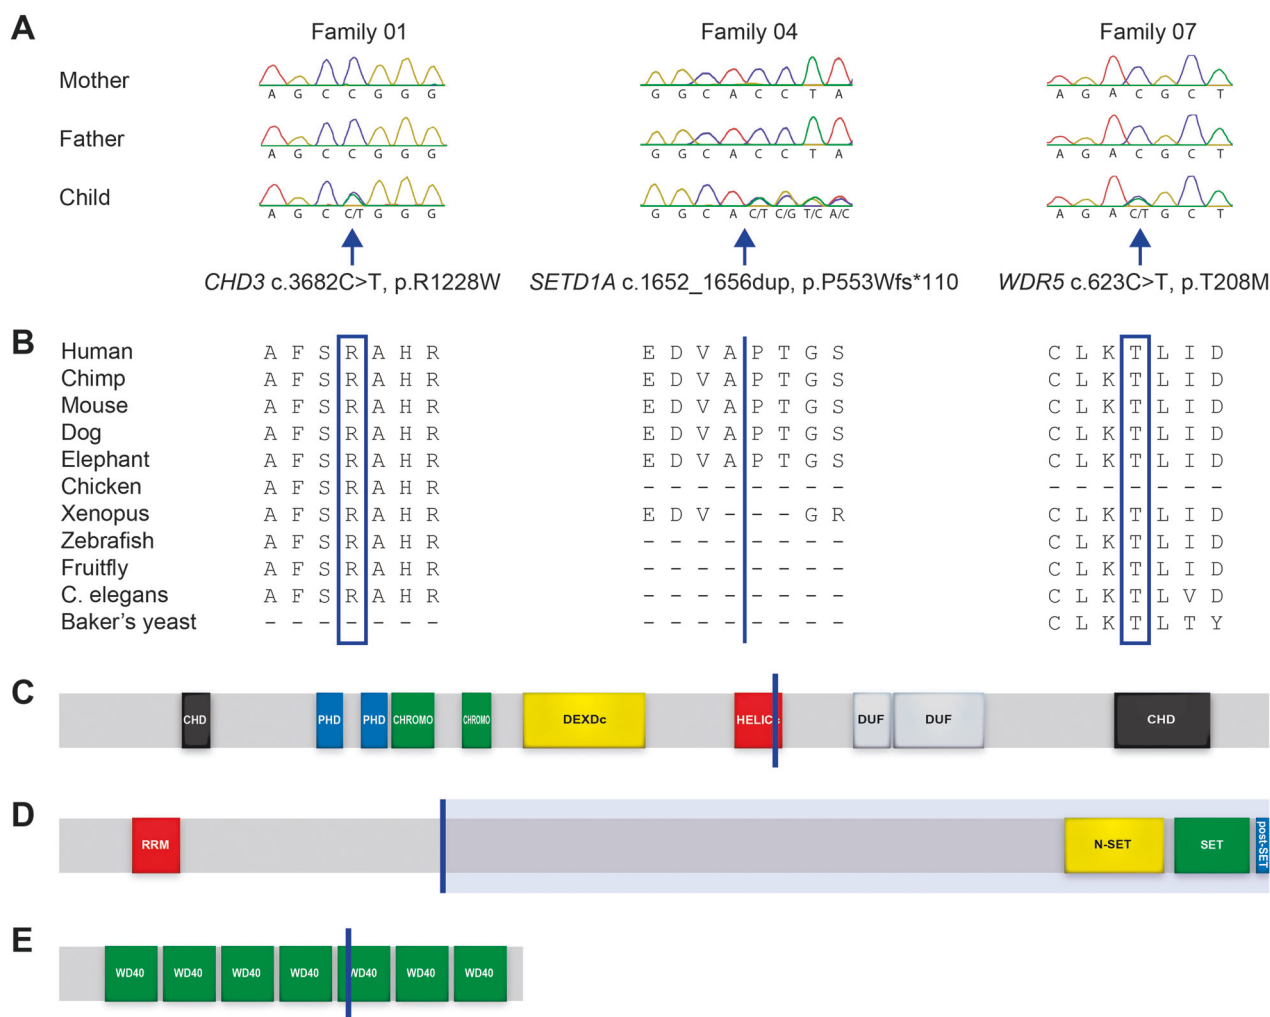 A
Family 01 Family 04 Family 07
Mother
A G C C G G G
G G C A C C T A
A G A C G C T
Father
A G C C G G G
G G C A C C T A
A G A C G C T
Child
A G C C/T G G G
G G C A C/T C/G T/C A/C
A G A C/T G C T
CHD3 c.3682C>T, p.R1228W
SETD1A c.1652_1656dup, p.P553Wfs*110
WDR5 c.623C>T, p.T208M
B
Human A F S R A H R E D V A P T G S C L K T L I D
Chimp A F S R A H R E D V A P T G S C L K T L I D
Mouse A F S R A H R E D V A P T G S C L K T L I D
Dog A F S R A H R E D V A P T G S C L K T L I D
Elephant A F S R A H R E D V A P T G S C L K T L I D
Chicken A F S R A H R - - - - - - - - - - - - - - -
Xenopus A F S R A H R E D V - - - G R C L K T L I D
Zebrafish A F S R A H R - - - - - - - - C L K T L I D
Fruitfly A F S R A H R - - - - - - - - C L K T L I D
C. elegans A F S R A H R - - - - - - - - C L K T L V D
Baker's yeast - - - - - - - - - - - - - - - C L K T L T Y
C
CHD PHD PHD CHROMO CHROMO DEXDc HELICc DUF DUF CHD
D
RRM N-SET SET post-SET
E
WD40 WD40 WD40 WD40 WD40 WD40 WD40